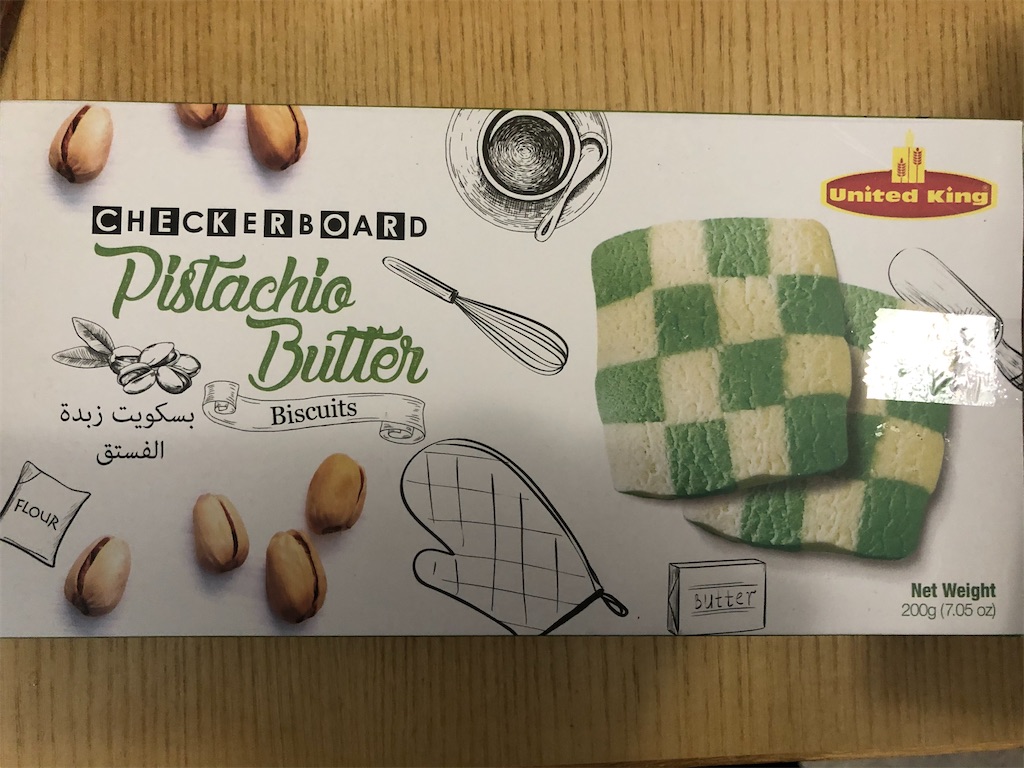 United King
CHECKERBOARD
Pistachio
Butter
Biscuits
بسكويت زبدة
الفستق
FLOUR
Butter
Net Weight
200g (7.05 oz)